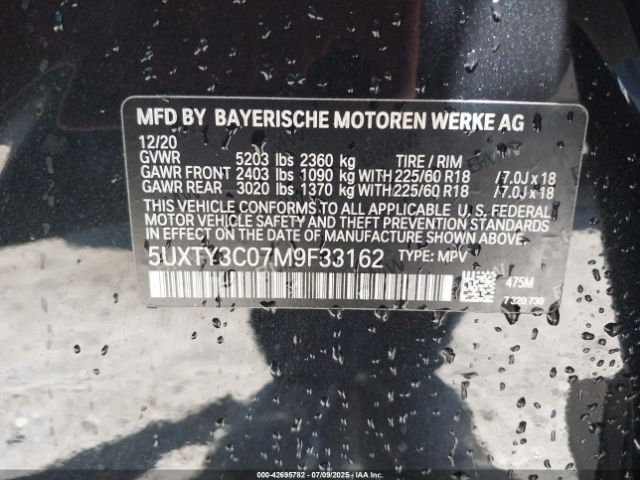 MFD BY BAYERISCHE MOTOREN WERKE AG
12/20
GVWR 5203 lbs 2360 kg TIRE / RIM
GAWR FRONT 2403 lbs 1090 kg WITH 225/60 R18 /7.0J x 18
GAWR REAR 3020 lbs 1370 kg WITH 225/60 R18 /7.0J x 18
THIS VEHICLE CONFORMS TO ALL APPLICABLE U.S. FEDERAL
MOTOR VEHICLE SAFETY AND THEFT PREVENTION STANDARDS
IN EFFECT ON THE DATE OF MANUFACTURE SHOWN ABOVE.
5UXTY3C07M9F33162 TYPE: MPV
475M
7 320 730
000-42695782 - 07/09/2025 - IAA Inc.